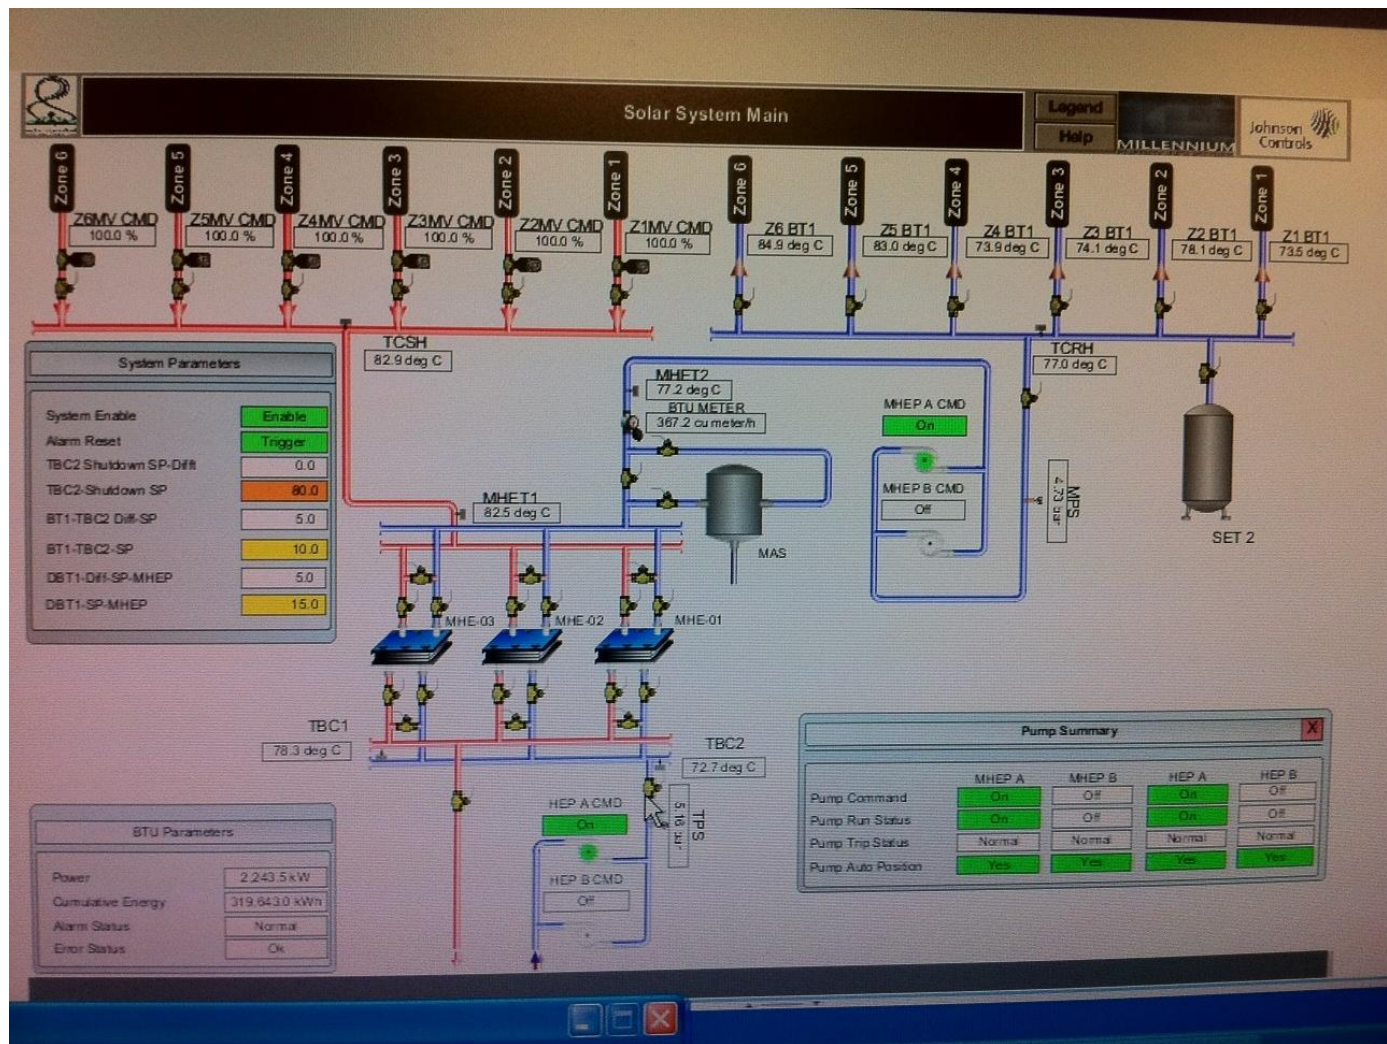 Solar System Main
Legend
Help
MILLENNIUM
Johnson
Controls
Zone 6
Zone 5
Zone 4
Zone 3
Zone 2
Zone 1
Zone 6
Zone 5
Zone 4
Zone 3
Zone 2
Zone 1
Z6MV CMD
100.0 %
Z5MV CMD
100.0 %
Z4MV CMD
100.0 %
Z3MV CMD
100.0 %
Z2MV CMD
100.0 %
Z1MV CMD
100.0 %
Z6 BT1
84.9 deg C
Z5 BT1
83.0 deg C
Z4 BT1
73.9 deg C
Z3 BT1
74.1 deg C
Z2 BT1
78.1 deg C
Z1 BT1
73.5 deg C
TCSH
82.9 deg C
TCRH
77.0 deg C
System Parameters
System Enable Enable
Alarm Reset Trigger
TBC2 Shutdown SP-Difft 0.0
TBC2-Shutdown SP 80.0
BT1-TBC2 Diff-SP 5.0
BT1-TBC2-SP 10.0
DBT1-Diff-SP-MHEP 5.0
DBT1-SP-MHEP 15.0
MHET2
77.2 deg C
BTU METER
367.2 cu meter/h
MHEP A CMD
On
MHEP B CMD
Off
MPS
4.73 bar
SET 2
MHET1
82.5 deg C
MAS
MHE-03
MHE-02
MHE-01
TBC1
78.3 deg C
TBC2
72.7 deg C
TPS
HEP A CMD
On
HEP B CMD
Off
Pump Summary
X
MHEP A MHEP B HEP A HEP B
Pump Command On Off On Off
Pump Run Status On Off On Off
Pump Trip Status Normal Normal Normal Normal
Pump Auto Position Yes Yes Yes Yes
BTU Parameters
Power 2,243.5 kW
Cumulative Energy 319,643.0 kWh
Alarm Status Normal
Error Status Ok